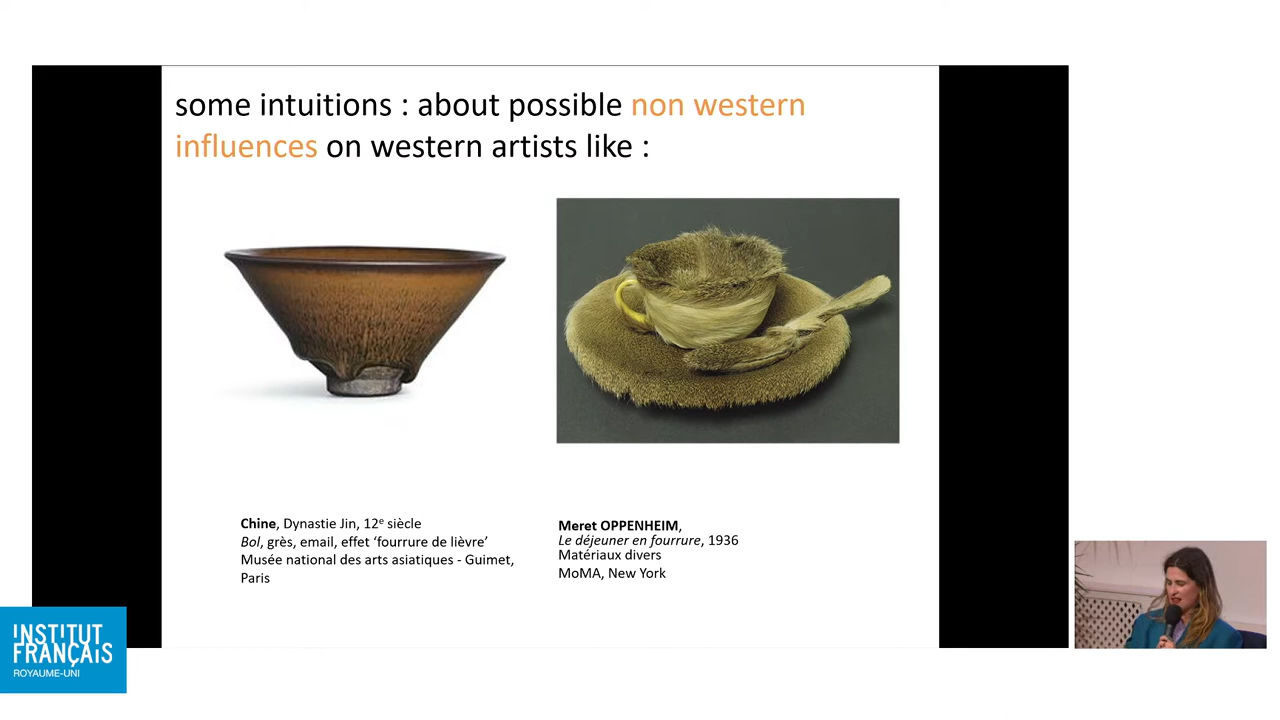 some intuitions : about possible non western
influences on western artists like :
Chine, Dynastie Jin, 12e siècle
Bol, grès, email, effet ‘fourrure de lièvre’
Musée national des arts asiatiques - Guimet,
Paris
Meret OPPENHEIM,
Le déjeuner en fourrure, 1936
Matériaux divers
MoMA, New York
INSTITUT
FRANÇAIS
ROYAUME-UNI